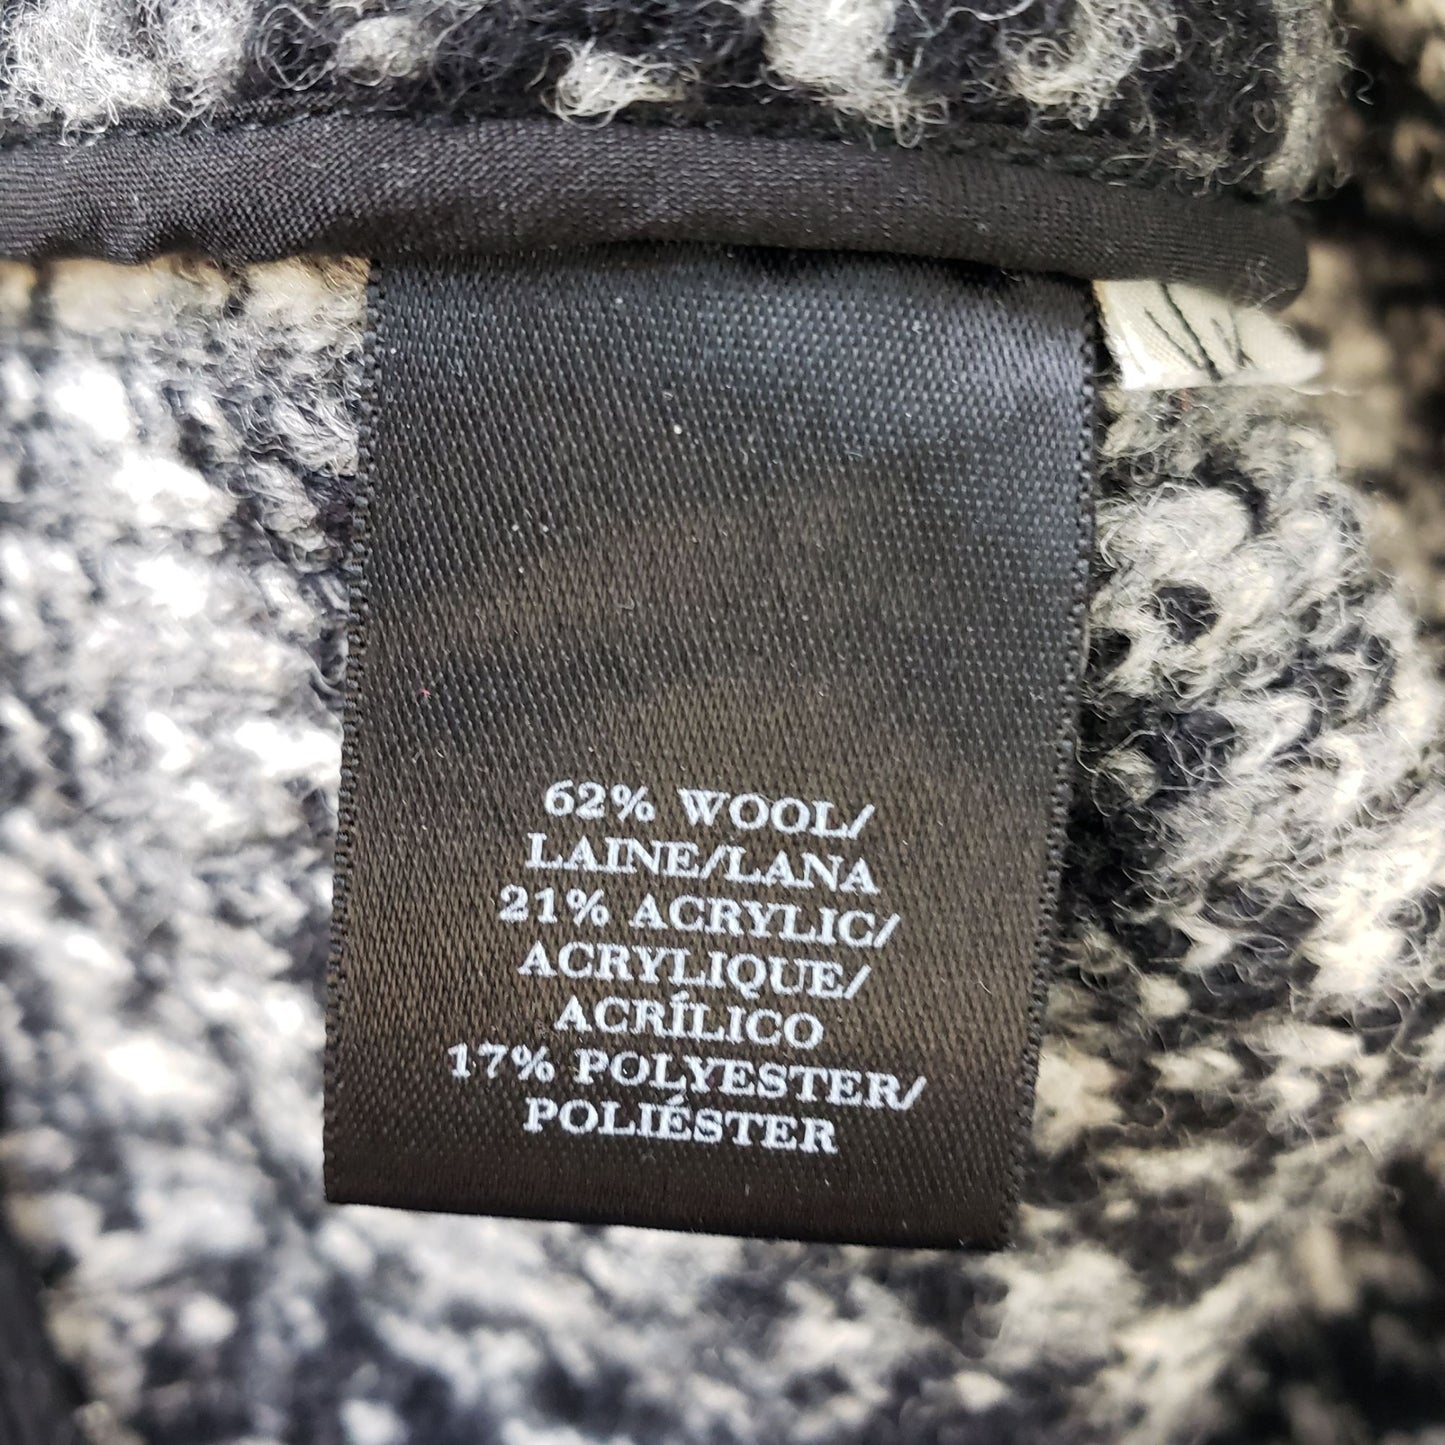 62% WOOL/
LAINE/LANA
21% ACRYLIC/
ACRYLIQUE/
ACRÍLICO
17% POLYESTER/
POLIÉSTER